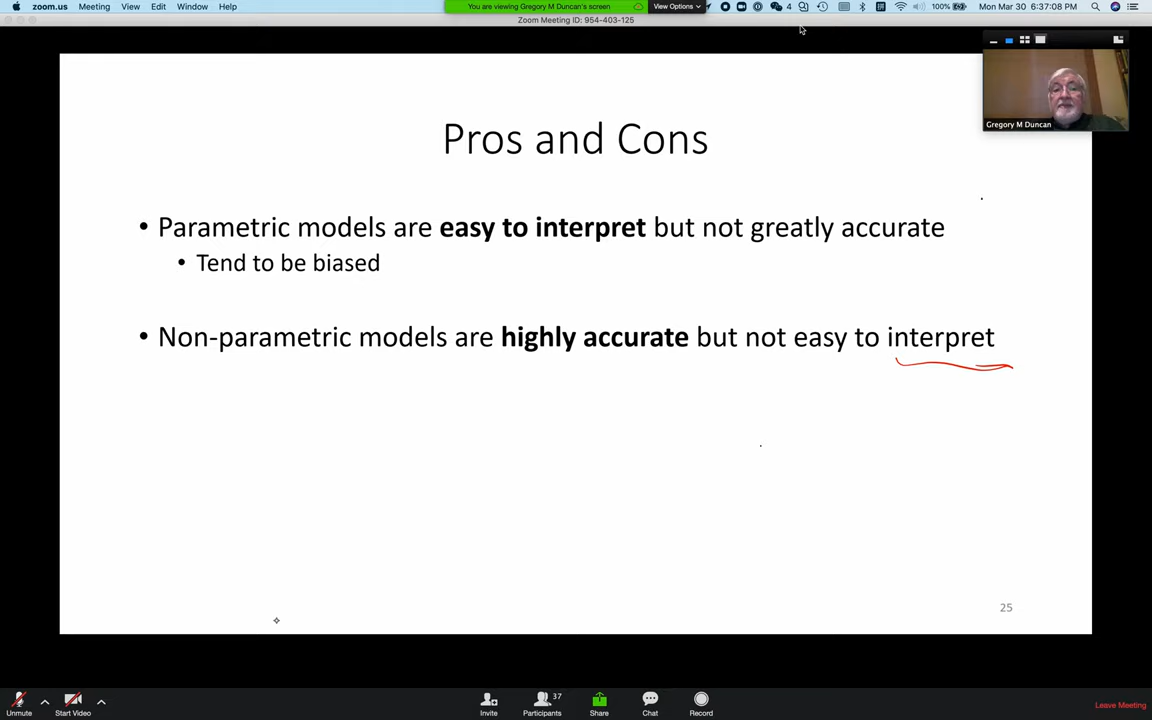 zoom.us Meeting View Edit Window Help
You are viewing Gregory M Duncan's screen View Options
4 100% Mon Mar 30 6:37:08 PM
Zoom Meeting ID: 954-403-125
Gregory M Duncan
Pros and Cons
• Parametric models are easy to interpret but not greatly accurate
• Tend to be biased
• Non-parametric models are highly accurate but not easy to interpret
25
37
Unmute Start Video Invite Participants Share Chat Record Leave Meeting